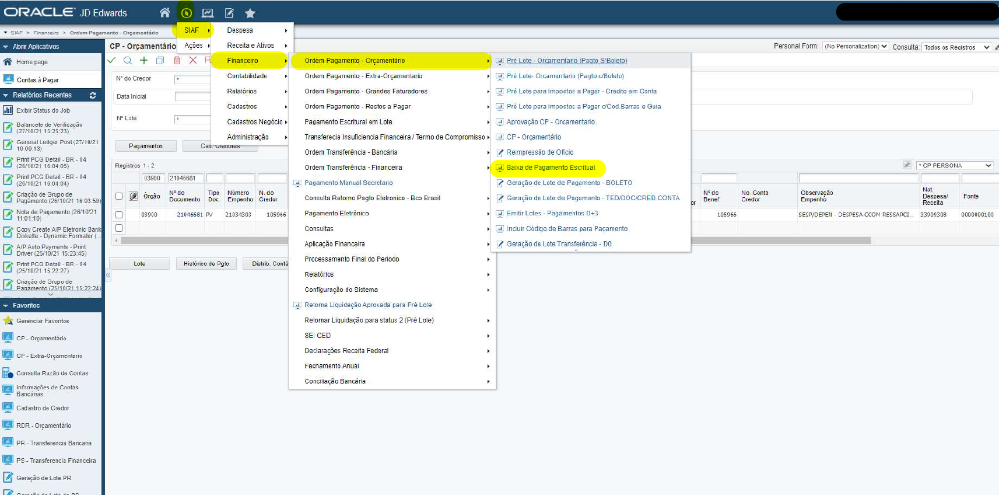 ORACLE JD Edwards
SIAF > Financeiro > Ordem Pagamento - Orçamentário
Abrir Aplicativos
Home page
Contas à Pagar
Relatórios Recentes
Exibir Status do Job
Balancete de Verificação
(27/10/21 15:25:23)
General Ledger Post (27/10/21
10:09:13)
Print PCG Detail - BR - 04
(26/10/21 16:04:05)
Print PCG Detail - BR - 04
(26/10/21 16:04:04)
Criação de Grupo de
Pagamento (26/10/21 16:03:59)
Nota de Pagamento (26/10/21
11:01:10)
Copy Create A/P Eletronic Bank
Diskette - Dynamic Formater (...
A/P Auto Payments - Print
Driver (25/10/21 15:23:45)
Print PCG Detail - BR - 04
(25/10/21 15:22:27)
Criação de Grupo de
Pagamento (25/10/21 15:22:24)
Favoritos
Gerenciar Favoritos
CP - Orçamentário
CP - Extra-Orçamentario
Consulta Razão de Contas
Informações de Contas
Bancárias
Cadastro de Credor
RDR - Orçamentário
PR - Transferencia Bancaria
PS - Transferencia Financeira
Geração de Lote PR
CP - Orçamentário
Personal Form: (No Personalization) Consulta: Todos os Registros
Nº do Credor *
Data Inicial
Nº Lote *
Pagamentos
Cad. Credores
Registros 1 - 2
* CP PERSONA
03900 21046681
Órgão
Nº do
Documento
Tipo
Doc.
Número
Empenho
N. do
Credor
or
Nº do
Benef.
No. Conta
Credor
Observação
Empenho
Nat.
Despesa/
Receita
Fonte
03900 21046681 PV 21034303 105966 105966 SESP/DEPEN - DESPESA CCOM RESSARCI... 33909308 0000000100
Lote
Histórico de Pgto
Distrib. Contá
SIAF
Ações
Despesa
Receita e Ativos
Financeiro
Contabilidade
Relatórios
Cadastros
Cadastros Negócio
Administração
Ordem Pagamento - Orçamentário
Ordem Pagamento - Extra-Orçamentario
Ordem Pagamento - Grandes Faturadores
Ordem Pagamento - Restos a Pagar
Pagamento Escritural em Lote
Transferecia Insuficiencia Financeira / Termo de Compromisso
Ordem Transferência - Bancária
Ordem Transferência - Financeira
Pagamento Manual Secretario
Consulta Retorno Pagto Eletronico - Bco Brasil
Pagamento Eletrônico
Consultas
Aplicação Financeira
Processamento Final do Periodo
Relatórios
Configuração do Sistema
Retorna Liquidação Aprovada para Pré Lote
Retornar Liquidação para status 2 (Pré Lote)
SEI CED
Declarações Receita Federal
Fechamento Anual
Conciliação Bancária
Pré Lote - Orcamentario (Pagto S/Boleto)
Pré Lote- Orcamentario (Pagto c/Boleto)
Pré Lote para Impostos a Pagar - Credito em Conta
Pré Lote para Impostos a Pagar c/Cod.Barras e Guia
Aprovação CP - Orcamentario
CP - Orçamentário
Reimpressão de Oficio
Baixa de Pagamento Escritual
Geração de Lote de Pagamento - BOLETO
Geração de Lote de Pagamento - TED/DOC/CRED CONTA
Emitir Lotes - Pagamentos D+3
Incluir Código de Barras para Pagamento
Geração de Lote Transferência - D0